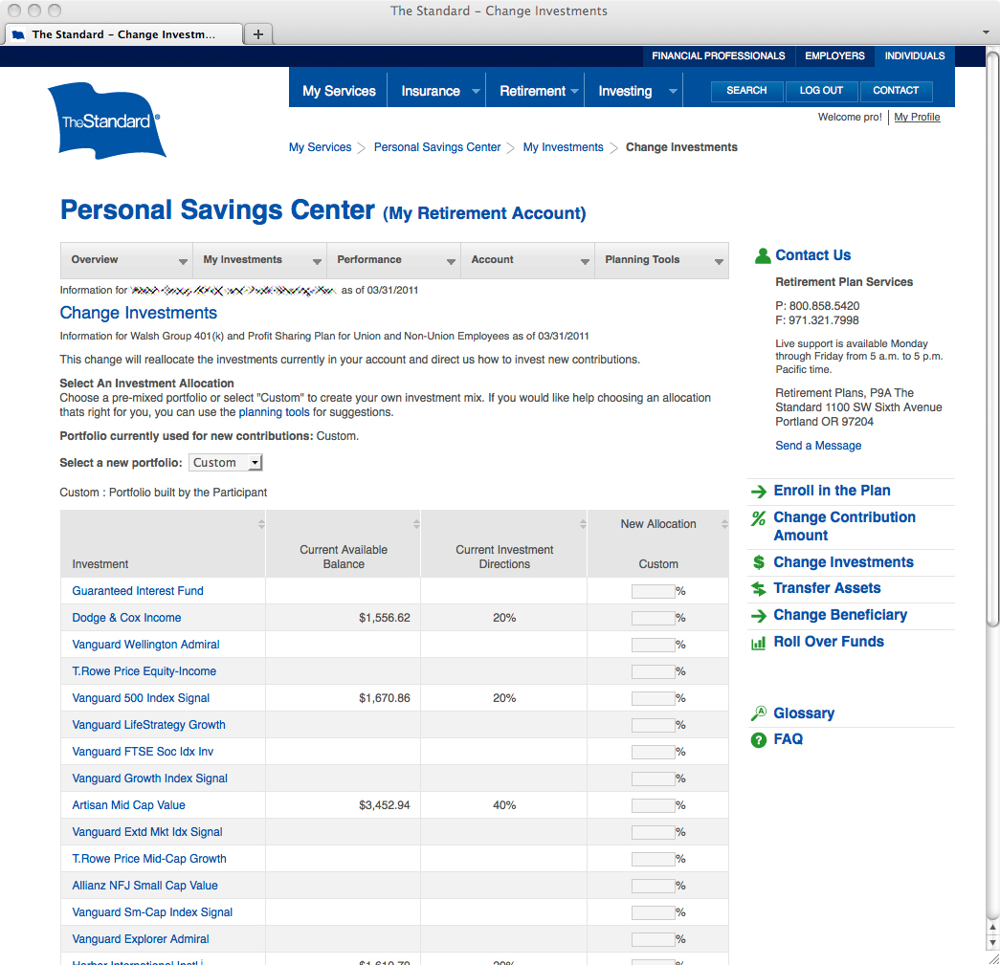 The Standard – Change Investments
The Standard – Change Investm...
FINANCIAL PROFESSIONALS EMPLOYERS INDIVIDUALS
My Services Insurance Retirement Investing SEARCH LOG OUT CONTACT
TheStandard®
Welcome pro! My Profile
My Services Personal Savings Center My Investments Change Investments
Personal Savings Center (My Retirement Account)
Overview My Investments Performance Account Planning Tools
Information for as of 03/31/2011
Change Investments
Information for Walsh Group 401(k) and Profit Sharing Plan for Union and Non-Union Employees as of 03/31/2011
This change will reallocate the investments currently in your account and direct us how to invest new contributions.
Select An Investment Allocation
Choose a pre-mixed portfolio or select "Custom" to create your own investment mix. If you would like help choosing an allocation
thats right for you, you can use the planning tools for suggestions.
Portfolio currently used for new contributions: Custom.
Select a new portfolio: Custom
Custom : Portfolio built by the Participant
Investment Current Available Balance Current Investment Directions New Allocation Custom
Guaranteed Interest Fund %
Dodge & Cox Income $1,556.62 20% %
Vanguard Wellington Admiral %
T.Rowe Price Equity-Income %
Vanguard 500 Index Signal $1,670.86 20% %
Vanguard LifeStrategy Growth %
Vanguard FTSE Soc Idx Inv %
Vanguard Growth Index Signal %
Artisan Mid Cap Value $3,452.94 40% %
Vanguard Extd Mkt Idx Signal %
T.Rowe Price Mid-Cap Growth %
Allianz NFJ Small Cap Value %
Vanguard Sm-Cap Index Signal %
Vanguard Explorer Admiral %
Harbor International 20% %
Contact Us
Retirement Plan Services
P: 800.858.5420
F: 971.321.7998
Live support is available Monday
through Friday from 5 a.m. to 5 p.m.
Pacific time.
Retirement Plans, P9A The
Standard 1100 SW Sixth Avenue
Portland OR 97204
Send a Message
Enroll in the Plan
Change Contribution
Amount
Change Investments
Transfer Assets
Change Beneficiary
Roll Over Funds
Glossary
FAQ